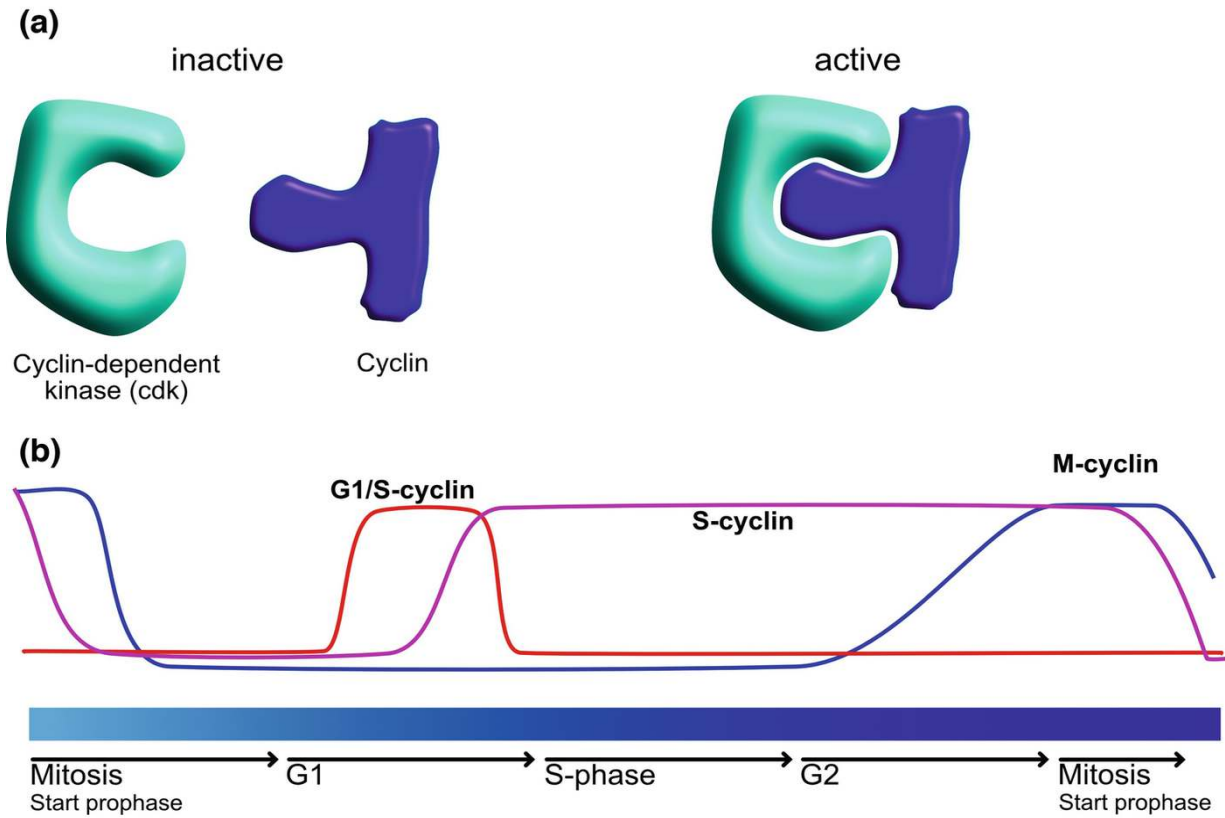 (a)
inactive
active
Cyclin-dependent
kinase (cdk)
Cyclin
(b)
M-cyclin
G1/S-cyclin
S-cyclin
Mitosis
Start prophase
G1
S-phase
G2
Mitosis
Start prophase